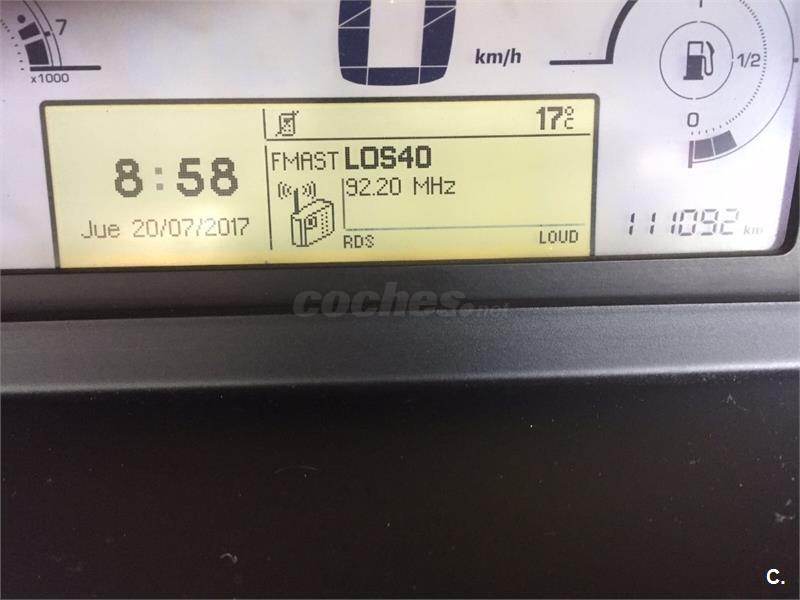 7
x1000
0
km/h
1/2
0
17°C
8:58
FMAST LOS40
92.20 MHz
Jue 20/07/2017
RDS LOUD
111092 km
coches.net
C.